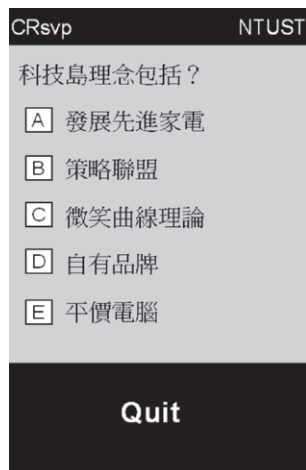 CRsvp NTUST
科技島理念包括？
A 發展先進家電
B 策略聯盟
C 微笑曲線理論
D 自有品牌
E 平價電腦
Quit